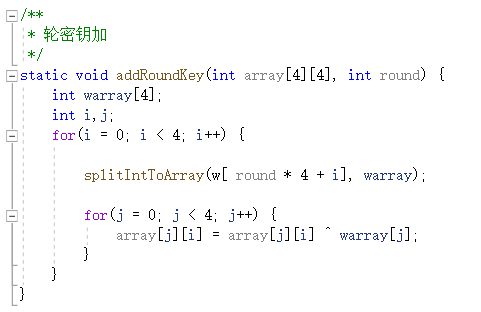 /**
 * 轮密钥加
 */
static void addRoundKey(int array[4][4], int round) {
    int warray[4];
    int i,j;
    for(i = 0; i < 4; i++) {

        splitIntToArray(w[ round * 4 + i], warray);

        for(j = 0; j < 4; j++) {
            array[j][i] = array[j][i] ^ warray[j];
        }
    }
}